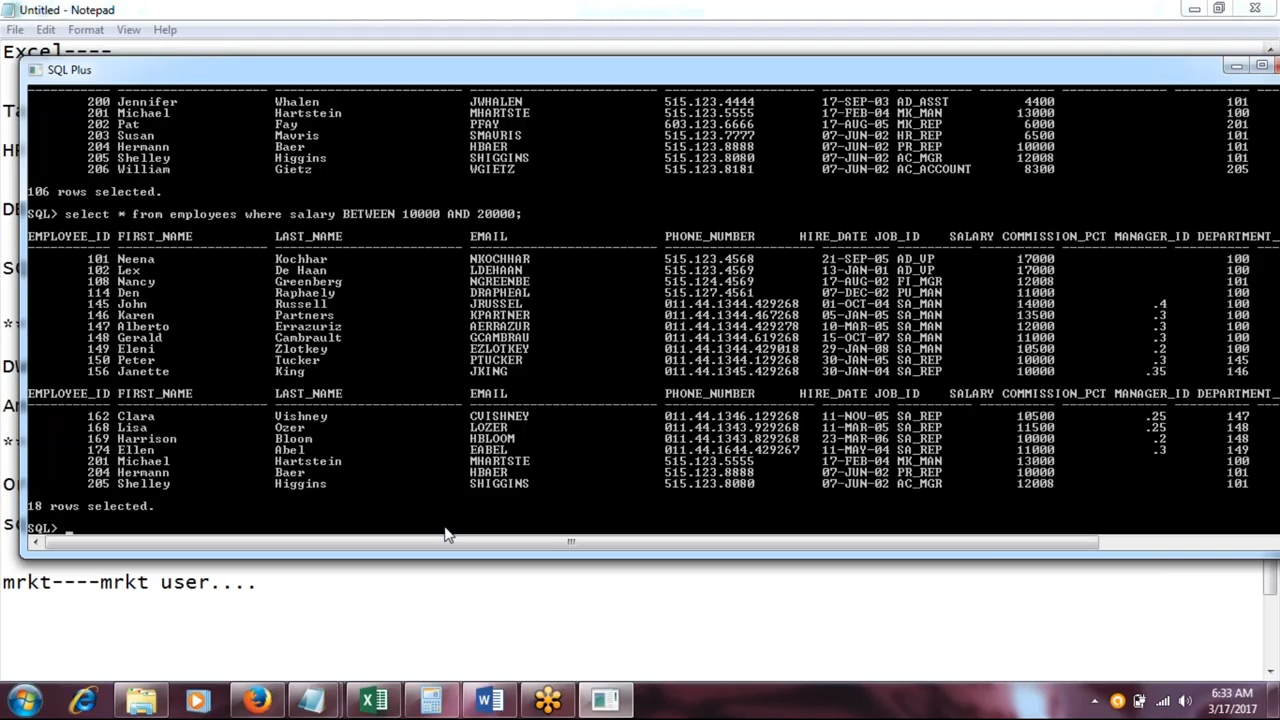 Untitled - Notepad
File Edit Format View Help
Excel----
SQL Plus
200 Jennifer Whalen JWHALEN 515.123.4444 17-SEP-03 AD_ASST 4400 101
201 Michael Hartstein MHARTSTE 515.123.5555 17-FEB-04 MK_MAN 13000 100
202 Pat Fay PFAY 603.123.6666 17-AUG-05 MK_REP 6000 201
203 Susan Mavris SMAVRIS 515.123.7777 07-JUN-02 HR_REP 6500 101
204 Hermann Baer HBAER 515.123.8888 07-JUN-02 PR_REP 10000 101
205 Shelley Higgins SHIGGINS 515.123.8080 07-JUN-02 AC_MGR 12008 101
206 William Gietz WGIETZ 515.123.8181 07-JUN-02 AC_ACCOUNT 8300 205
106 rows selected.
SQL> select * from employees where salary BETWEEN 10000 AND 20000;
EMPLOYEE_ID FIRST_NAME LAST_NAME EMAIL PHONE_NUMBER HIRE_DATE JOB_ID SALARY COMMISSION_PCT MANAGER_ID DEPARTMENT_
101 Neena Kochhar NKOCHHAR 515.123.4568 21-SEP-05 AD_VP 17000 100
102 Lex De Haan LDEHAAN 515.123.4569 13-JAN-01 AD_VP 17000 100
108 Nancy Greenberg NGREENBE 515.124.4569 17-AUG-02 FI_MGR 12008 101
114 Den Raphaely DRAPHEAL 515.127.4561 07-DEC-02 PU_MAN 11000 100
145 John Russell JRUSSEL 011.44.1344.429268 01-OCT-04 SA_MAN 14000 .4 100
146 Karen Partners KPARTNER 011.44.1344.467268 05-JAN-05 SA_MAN 13500 .3 100
147 Alberto Errazuriz AERRAZUR 011.44.1344.429278 10-MAR-05 SA_MAN 12000 .3 100
148 Gerald Cambrault GCAMBRAU 011.44.1344.619268 15-OCT-07 SA_MAN 11000 .3 100
149 Eleni Zlotkey EZLOTKEY 011.44.1344.429018 29-JAN-08 SA_MAN 10500 .2 100
150 Peter Tucker PTUCKER 011.44.1344.129268 30-JAN-05 SA_REP 10000 .3 145
156 Janette King JKING 011.44.1345.429268 30-JAN-04 SA_REP 10000 .35 146
EMPLOYEE_ID FIRST_NAME LAST_NAME EMAIL PHONE_NUMBER HIRE_DATE JOB_ID SALARY COMMISSION_PCT MANAGER_ID DEPARTMENT_
162 Clara Vishney CVISHNEY 011.44.1346.129268 11-NOV-05 SA_REP 10500 .25 147
168 Lisa Ozer LOZER 011.44.1343.929268 11-MAR-05 SA_REP 11500 .25 148
169 Harrison Bloom HBLOOM 011.44.1343.829268 23-MAR-06 SA_REP 10000 .2 148
174 Ellen Abel EABEL 011.44.1644.429267 11-MAY-04 SA_REP 11000 .3 149
201 Michael Hartstein MHARTSTE 515.123.5555 17-FEB-04 MK_MAN 13000 100
204 Hermann Baer HBAER 515.123.8888 07-JUN-02 PR_REP 10000 101
205 Shelley Higgins SHIGGINS 515.123.8080 07-JUN-02 AC_MGR 12008 101
18 rows selected.
SQL> _
mrkt----mrkt user....
6:33 AM
3/17/2017